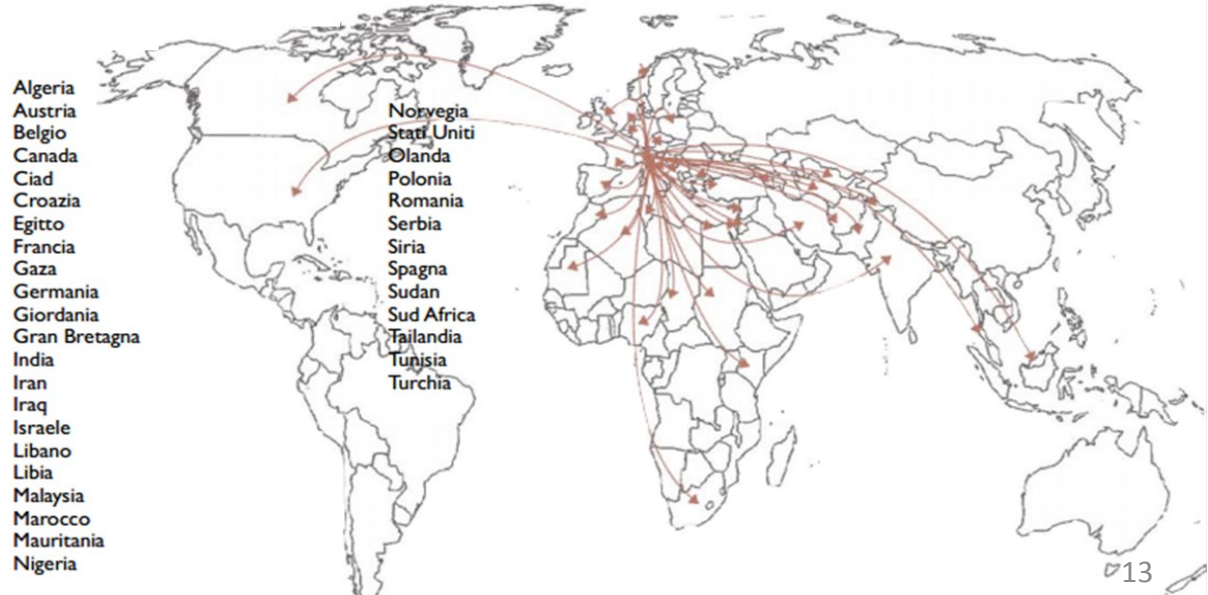 Algeria
Austria
Belgio
Canada
Ciad
Croazia
Egitto
Francia
Gaza
Germania
Giordania
Gran Bretagna
India
Iran
Iraq
Israele
Libano
Libia
Malaysia
Marocco
Mauritania
Nigeria
Norvegia
Stati Uniti
Olanda
Polonia
Romania
Serbia
Siria
Spagna
Sudan
Sud Africa
Tailandia
Tunisia
Turchia
13